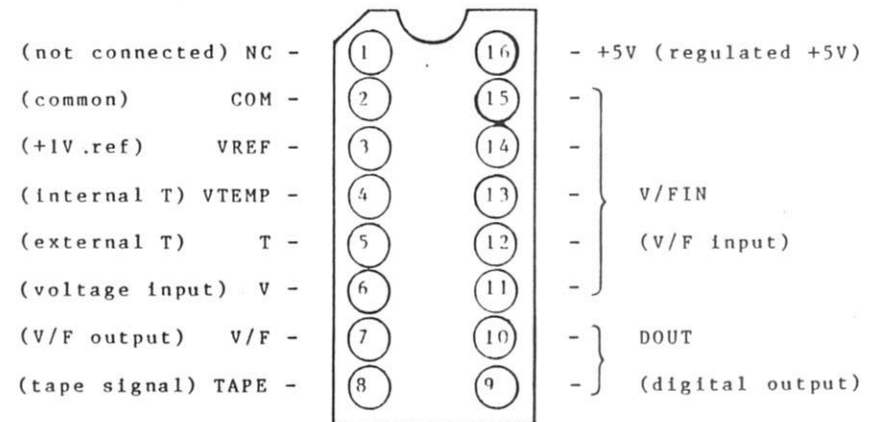 (not connected) NC - 1 16 - +5V (regulated +5V)
(common) COM - 2 15 -
(+1V.ref) VREF - 3 14 -
(internal T) VTEMP - 4 13 - V/FIN
(external T) T - 5 12 - (V/F input)
(voltage input) V - 6 11 -
(V/F output) V/F - 7 10 - DOUT
(tape signal) TAPE - 8 9 - (digital output)